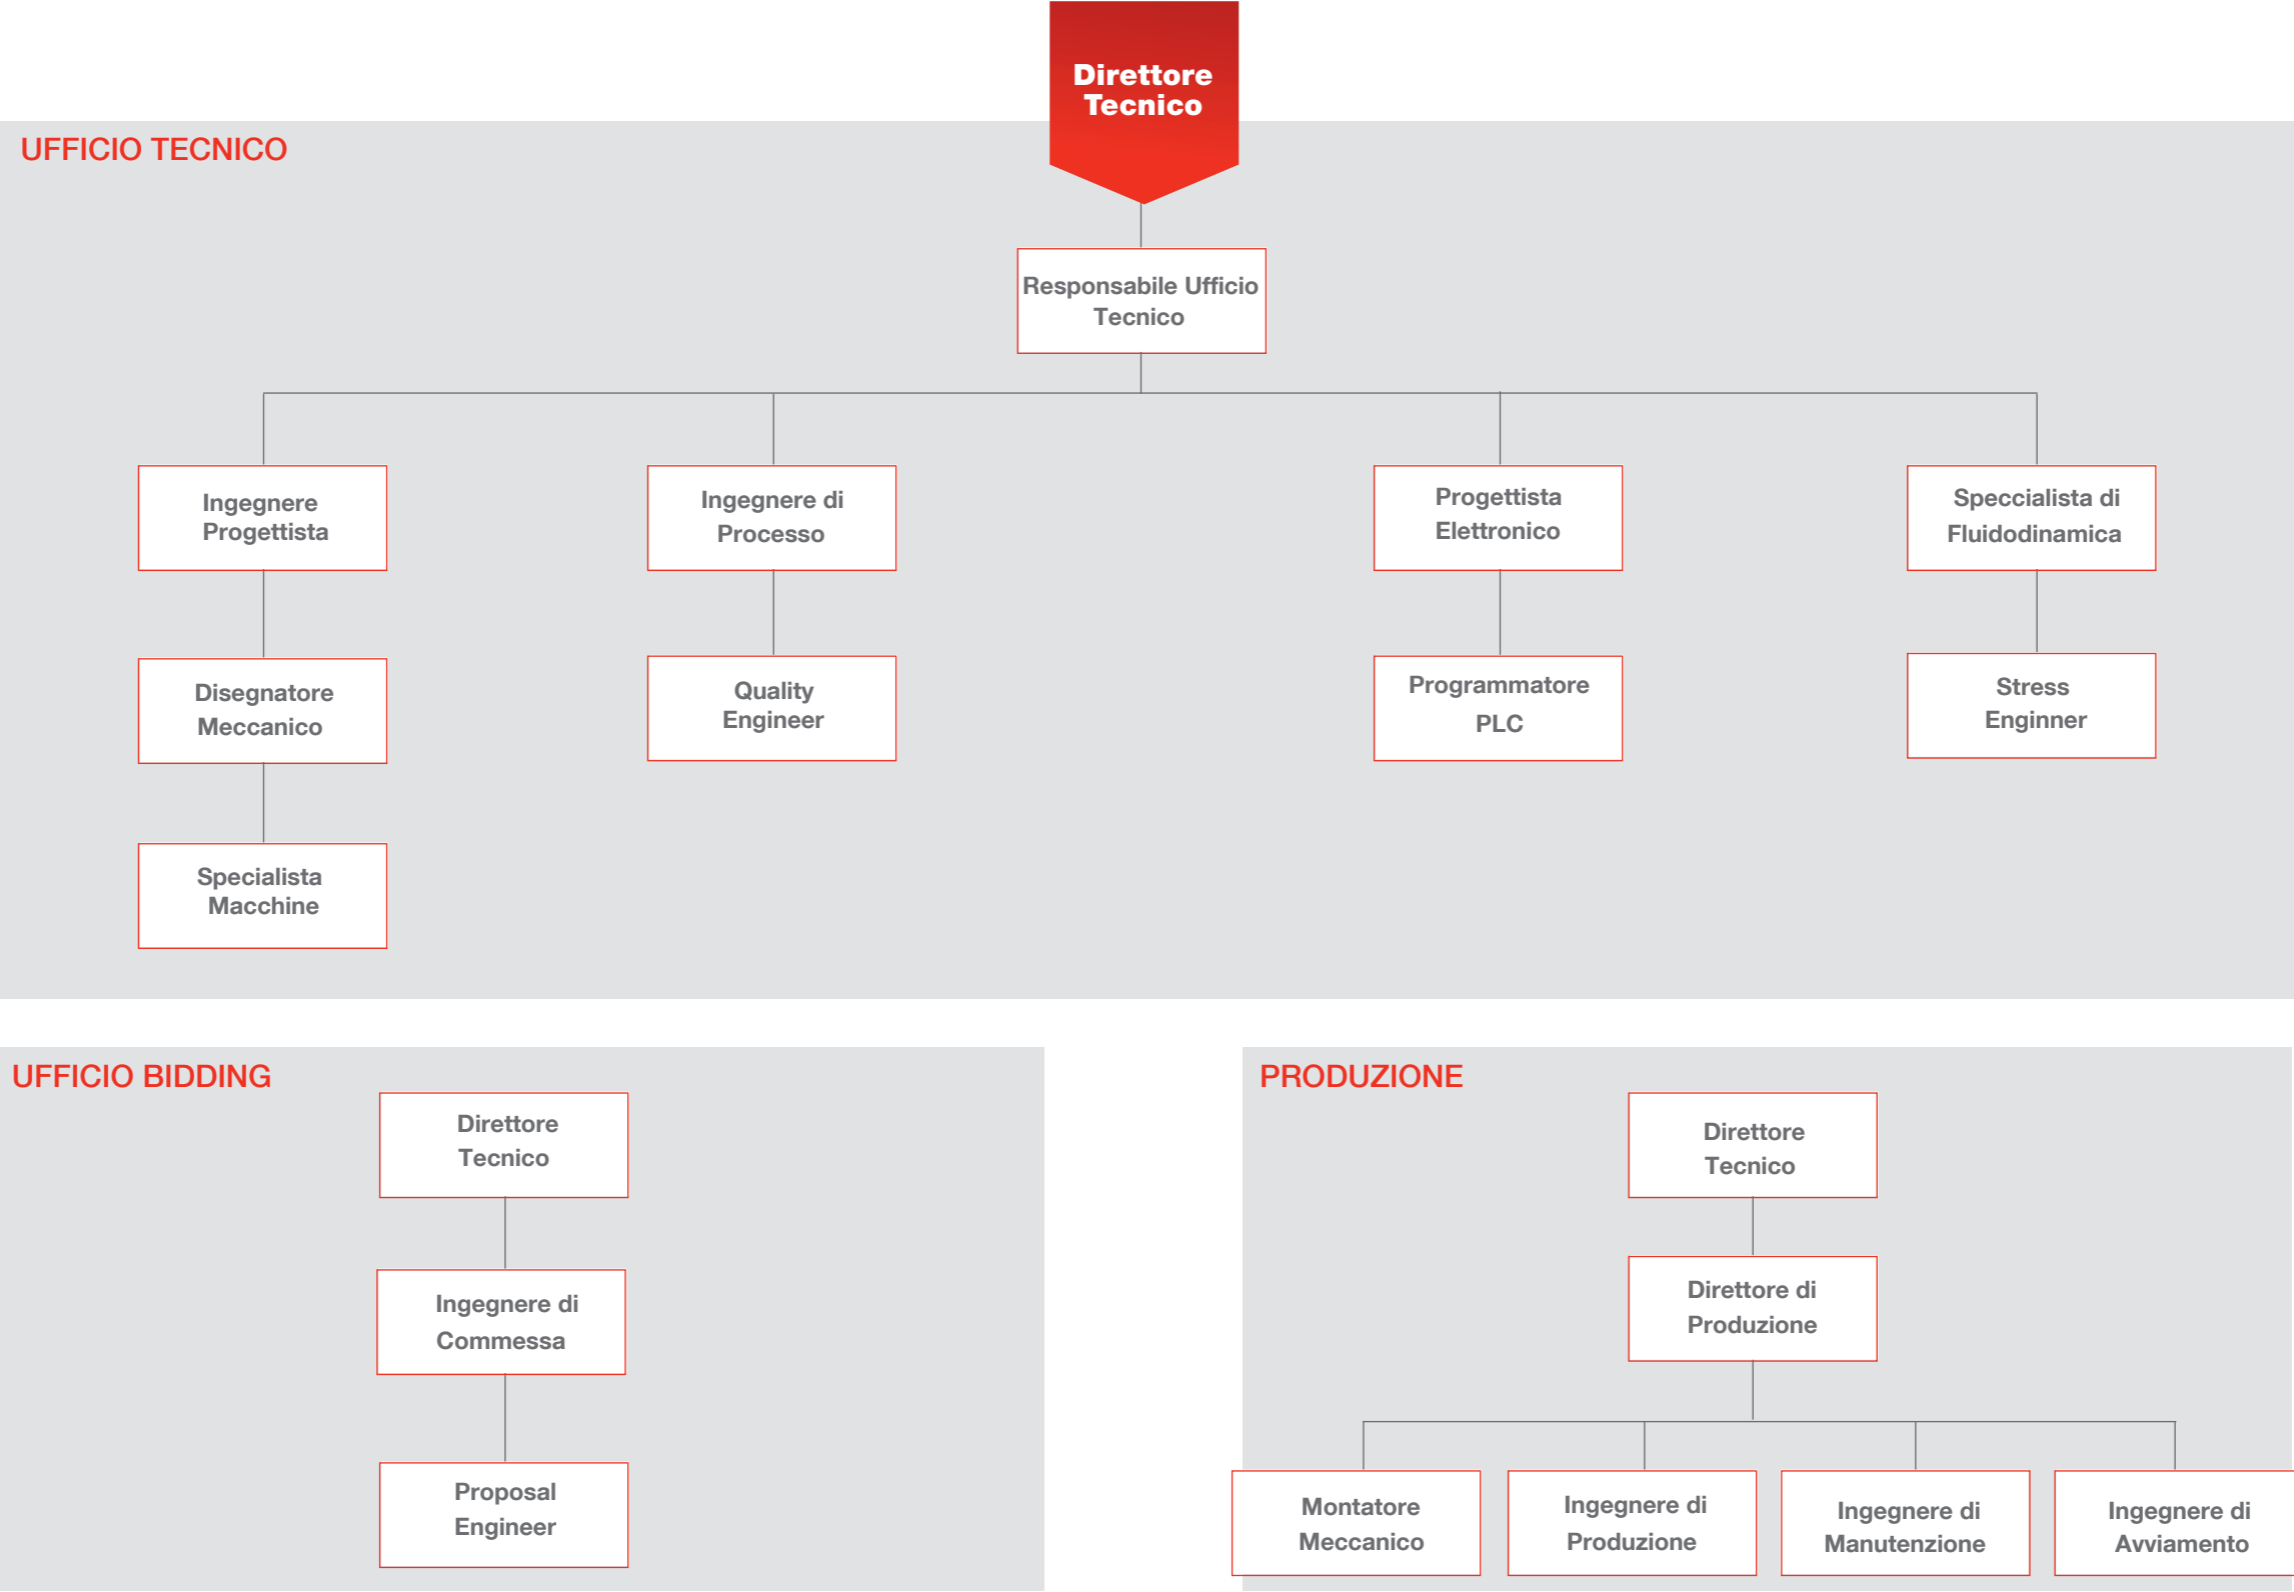 Direttore
Tecnico
UFFICIO TECNICO
Responsabile Ufficio
Tecnico
Ingegnere
Progettista
Ingegnere di
Processo
Progettista
Elettronico
Speccialista di
Fluidodinamica
Disegnatore
Meccanico
Quality
Engineer
Programmatore
PLC
Stress
Enginner
Specialista
Macchine
UFFICIO BIDDING
Direttore
Tecnico
Ingegnere di
Commessa
Proposal
Engineer
PRODUZIONE
Direttore
Tecnico
Direttore di
Produzione
Montatore
Meccanico
Ingegnere di
Produzione
Ingegnere di
Manutenzione
Ingegnere di
Avviamento